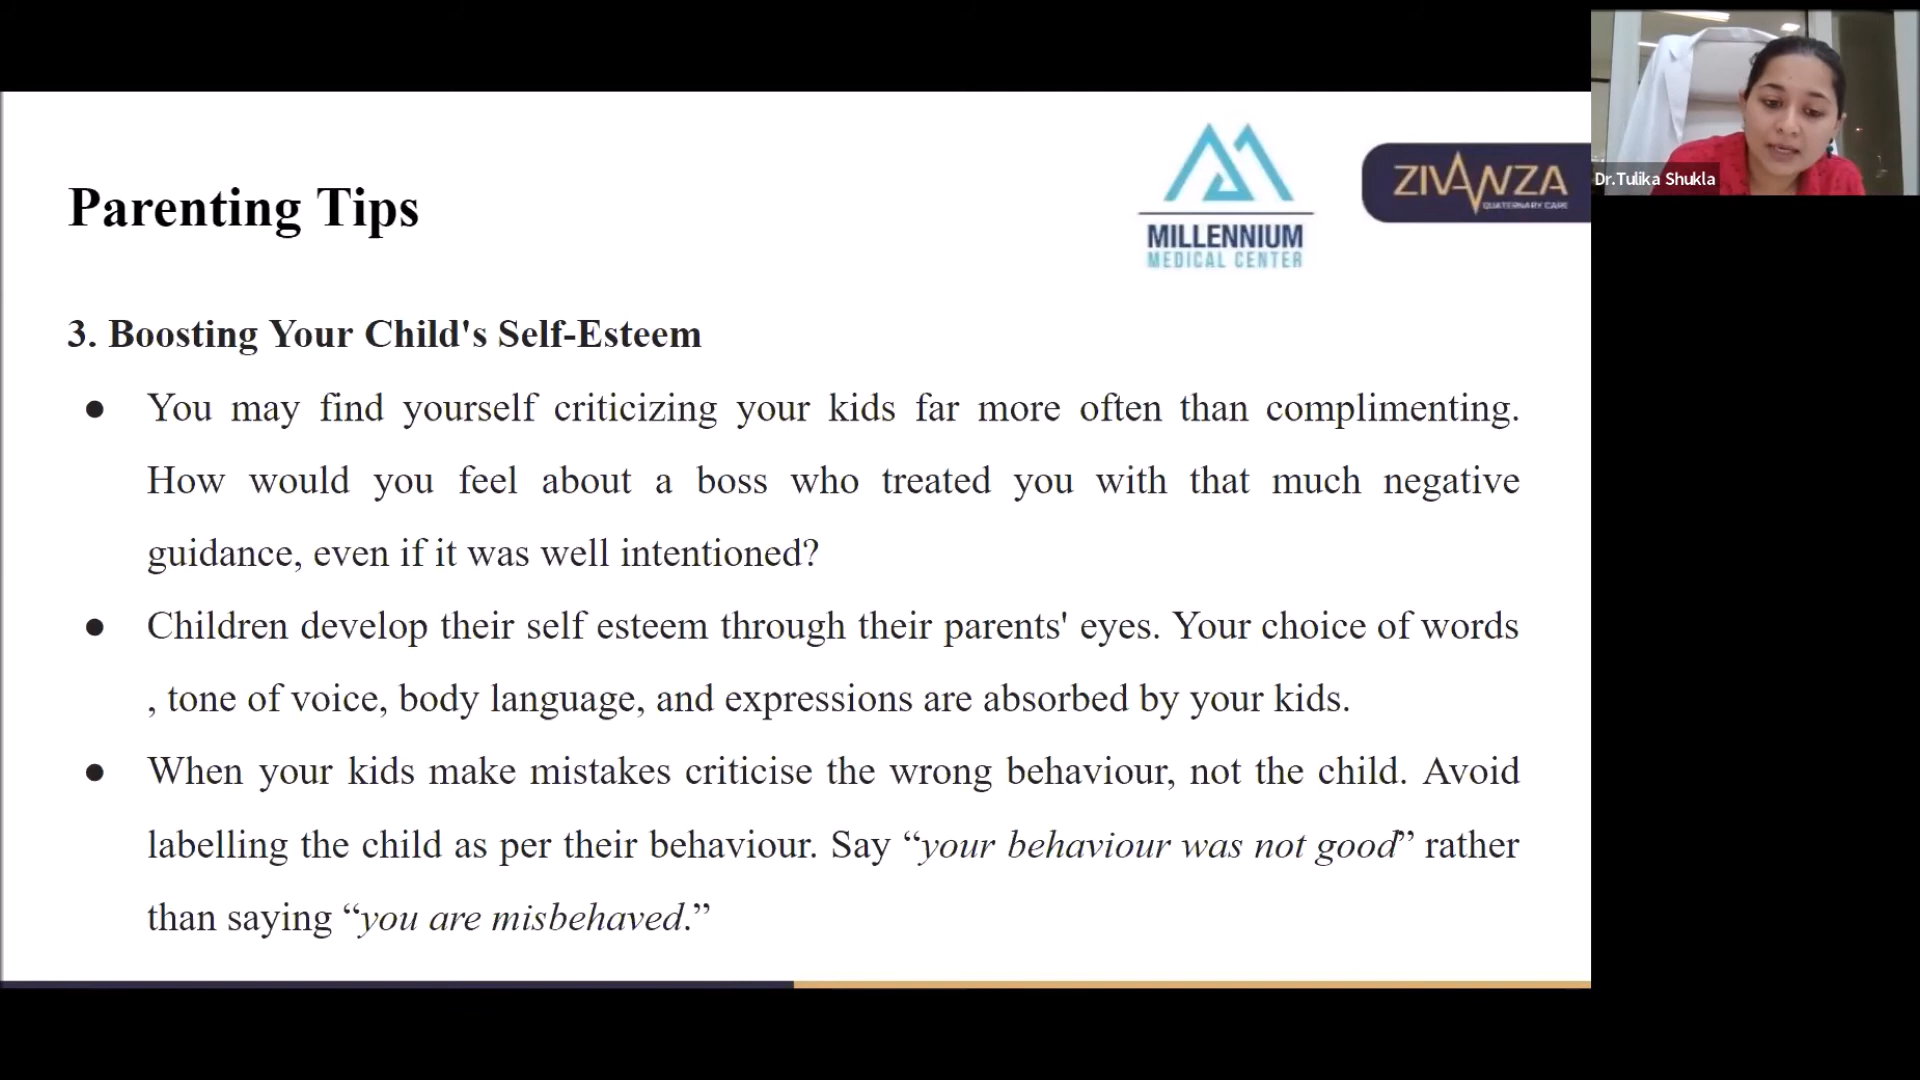 Parenting Tips
MILLENNIUM
MEDICAL CENTER
ZIVANZA
QUATERNARY CARE
Dr.Tulika Shukla
3. Boosting Your Child's Self-Esteem
● You may find yourself criticizing your kids far more often than complimenting.
How would you feel about a boss who treated you with that much negative
guidance, even if it was well intentioned?
● Children develop their self esteem through their parents' eyes. Your choice of words
, tone of voice, body language, and expressions are absorbed by your kids.
● When your kids make mistakes criticise the wrong behaviour, not the child. Avoid
labelling the child as per their behaviour. Say “your behaviour was not good” rather
than saying “you are misbehaved.”